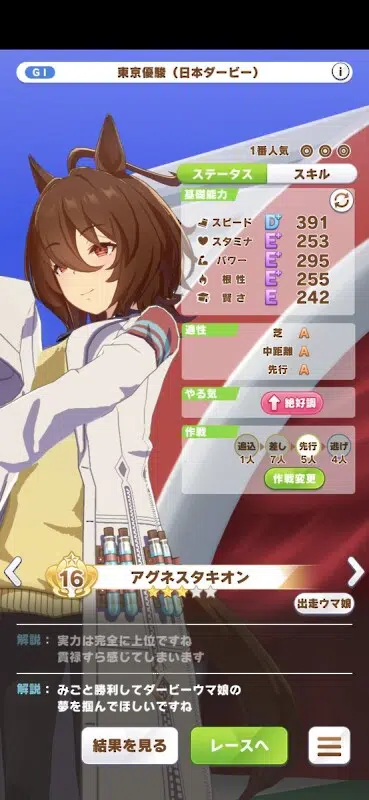 GI
東京優駿（日本ダービー）
i
1番人気
ステータス
スキル
基礎能力
スピード D+ 391
スタミナ E+ 253
パワー E+ 295
根性 E+ 255
賢さ E 242
適性
芝 A
中距離 A
先行 A
やる気
絶好調
作戦
追込 差し 先行 逃げ
1人 7人 5人 4人
作戦変更
16 アグネスタキオン
出走ウマ娘
解説：実力は完全に上位ですね
貫禄すら感じてしまいます
解説：みごと勝利してダービーウマ娘の
夢を掴んでほしいですね
結果を見る
レースへ